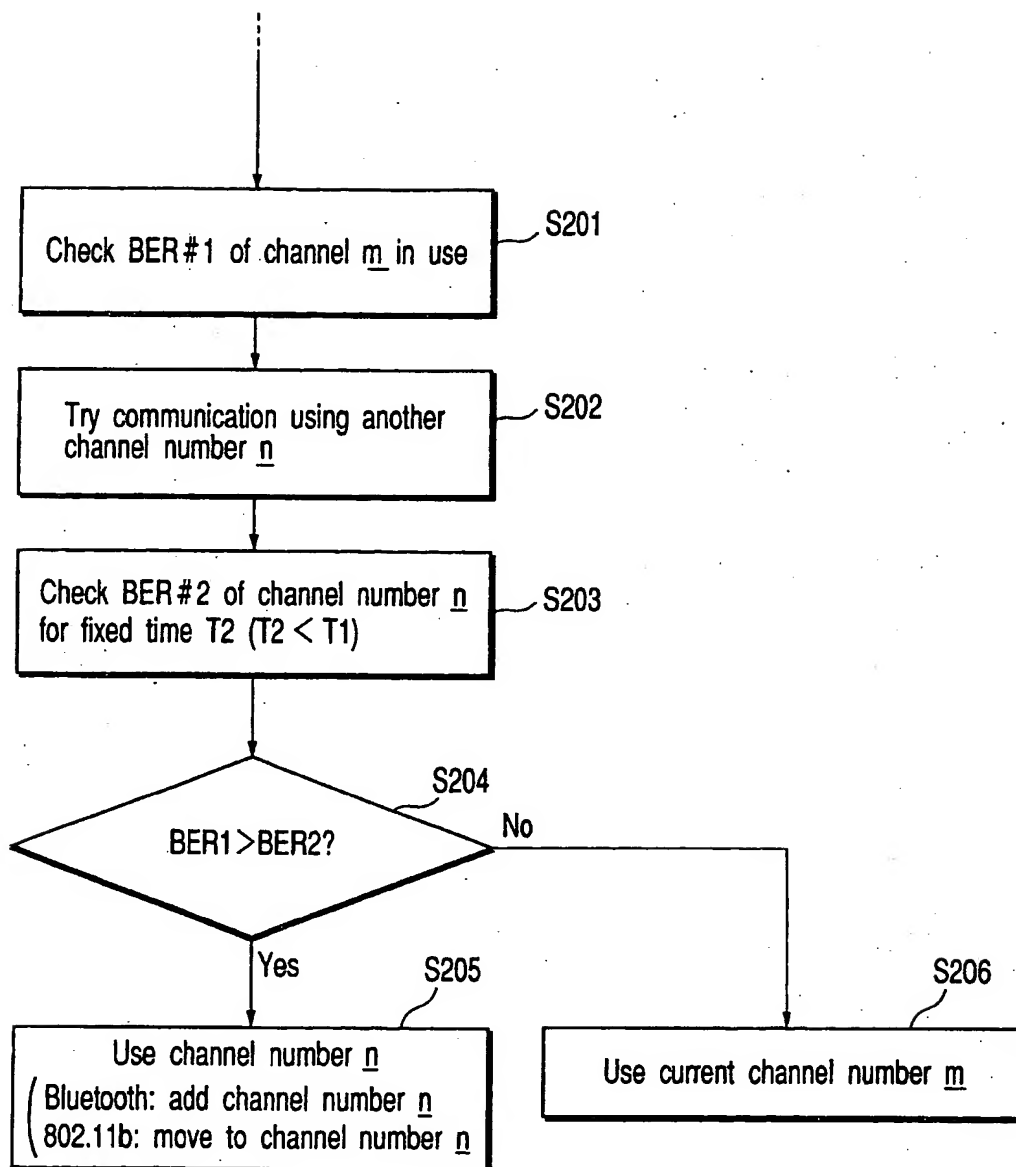 Check BER#1 of channel m in use
S201
Try communication using another
channel number n
S202
Check BER#2 of channel number n
for fixed time T2 (T2 < T1)
S203
S204
BER1>BER2?
No
Yes
S205
Use channel number n
(Bluetooth: add channel number n
802.11b: move to channel number n
S206
Use current channel number m